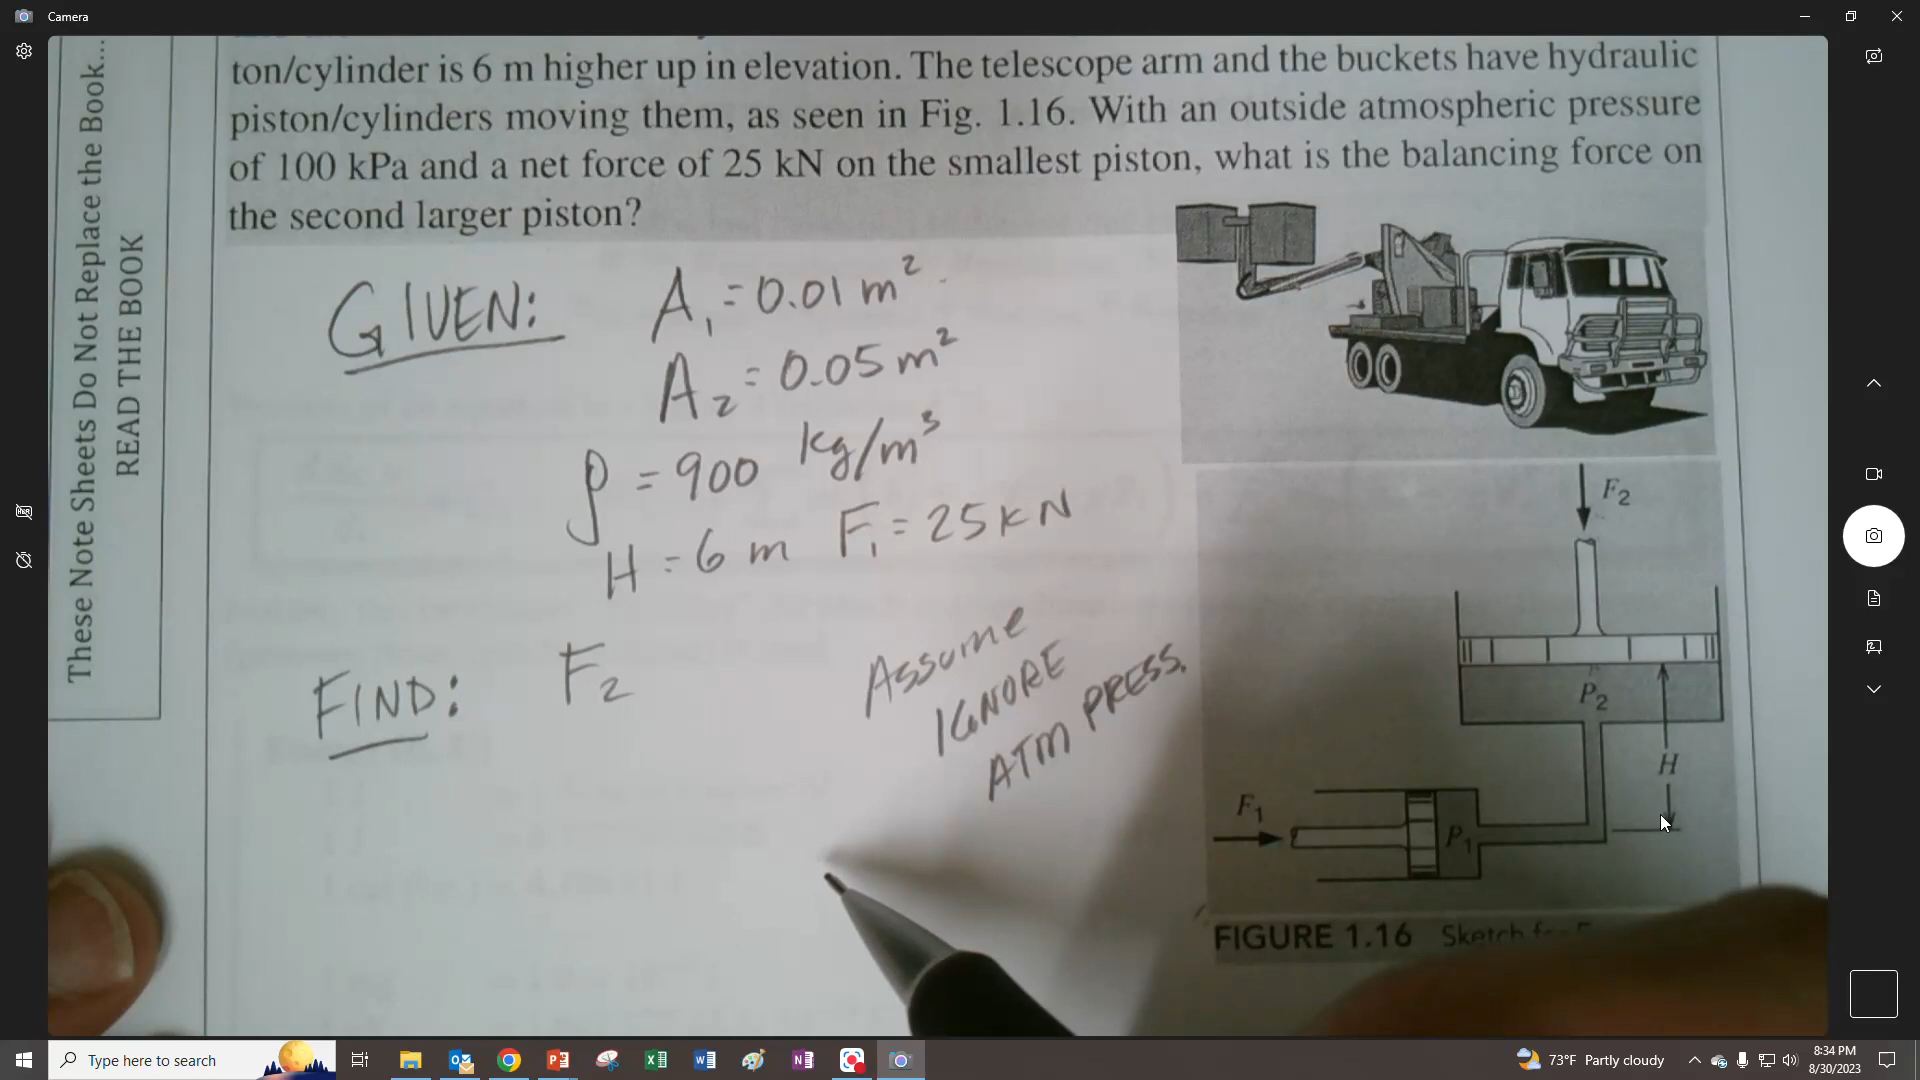 Camera
These Note Sheets Do Not Replace the Book...
READ THE BOOK
ton/cylinder is 6 m higher up in elevation. The telescope arm and the buckets have hydraulic
piston/cylinders moving them, as seen in Fig. 1.16. With an outside atmospheric pressure
of 100 kPa and a net force of 25 kN on the smallest piston, what is the balancing force on
the second larger piston?
GIVEN: A₁ = 0.01 m²
A₂ = 0.05 m²
ρ = 900 kg/m³
H = 6 m F₁ = 25 kN
FIND: F₂
Assume
IGNORE
ATM PRESS.
F₂
P₂
H
F₁
P₁
FIGURE 1.16 Sketch
Type here to search
73°F Partly cloudy
8:34 PM
8/30/2023